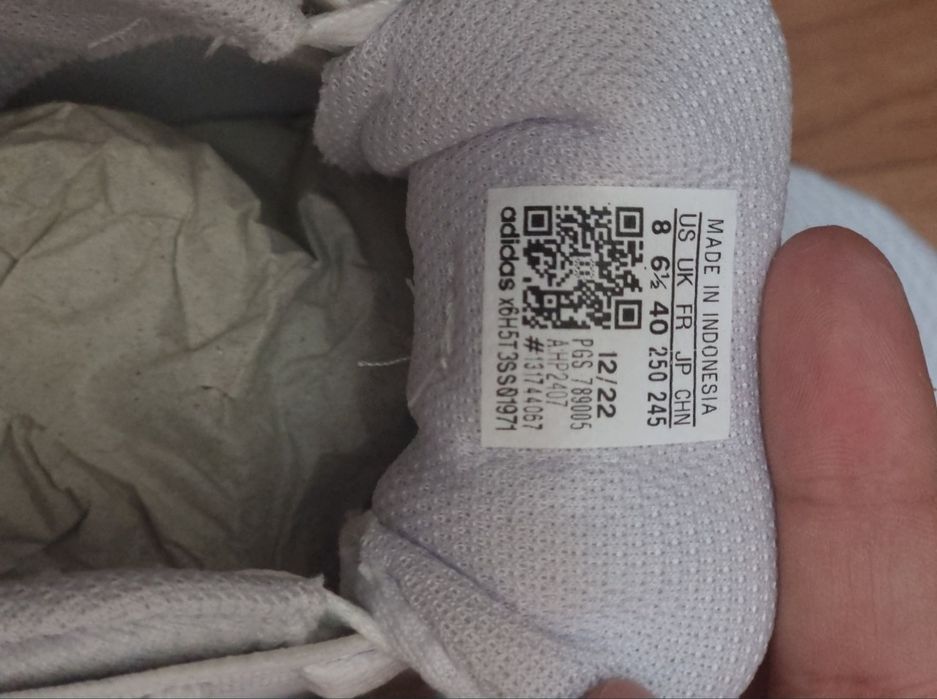 MADE IN INDONESIA
US UK FR JP CHN
8 6½ 40 250 245
12/22
PGS 789005
AHP2407
#131744067
adidas x6H5T3SS01971